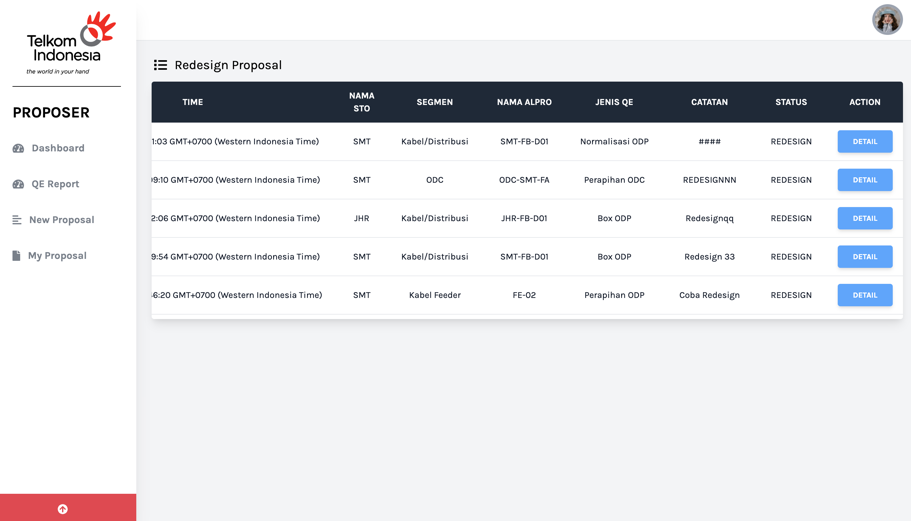 Telkom
Indonesia
the world in your hand
PROPOSER
Dashboard
QE Report
New Proposal
My Proposal
Redesign Proposal
TIME NAMA STO SEGMEN NAMA ALPRO JENIS QE CATATAN STATUS ACTION
1:03 GMT+0700 (Western Indonesia Time) SMT Kabel/Distribusi SMT-FB-D01 Normalisasi ODP #### REDESIGN DETAIL
9:10 GMT+0700 (Western Indonesia Time) SMT ODC ODC-SMT-FA Perapihan ODC REDESIGNNN REDESIGN DETAIL
2:06 GMT+0700 (Western Indonesia Time) JHR Kabel/Distribusi JHR-FB-D01 Box ODP Redesignqq REDESIGN DETAIL
9:54 GMT+0700 (Western Indonesia Time) SMT Kabel/Distribusi SMT-FB-D01 Box ODP Redesign 33 REDESIGN DETAIL
6:20 GMT+0700 (Western Indonesia Time) SMT Kabel Feeder FE-02 Perapihan ODP Coba Redesign REDESIGN DETAIL